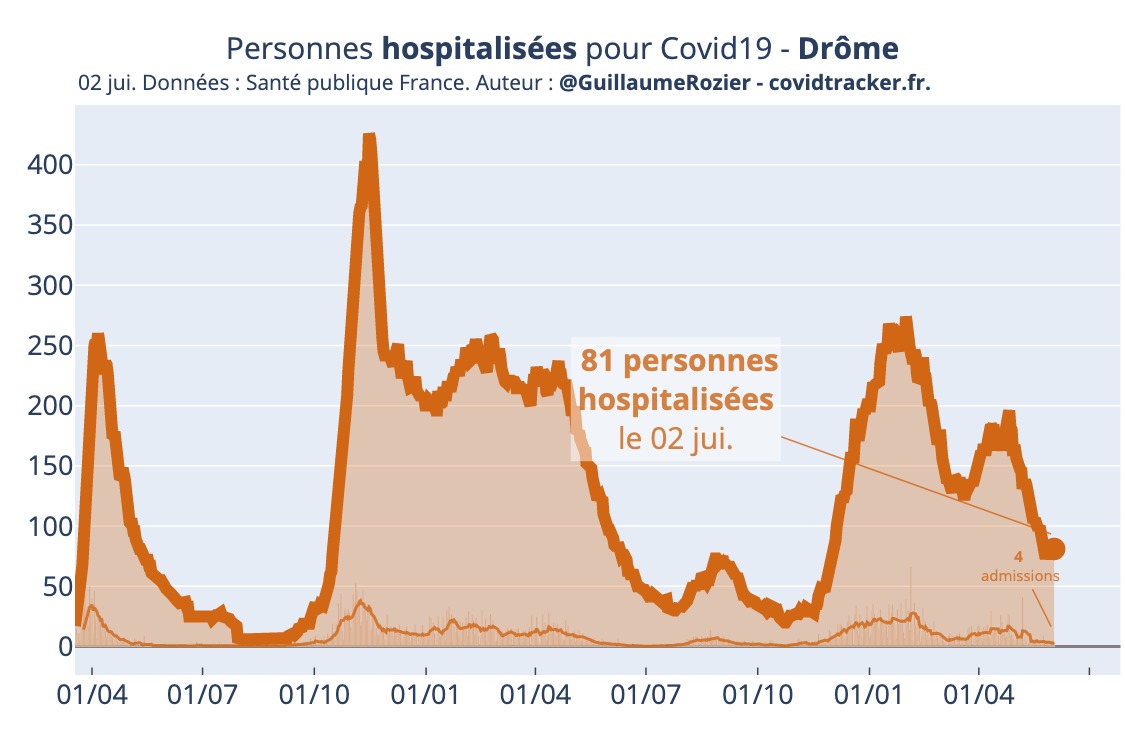 Personnes hospitalisées pour Covid19 - Drôme
02 jui. Données : Santé publique France. Auteur : @GuillaumeRozier - covidtracker.fr.
400
350
300
250
200
150
100
50
0
81 personnes
hospitalisées
le 02 jui.
4
admissions
01/04 01/07 01/10 01/01 01/04 01/07 01/10 01/01 01/04